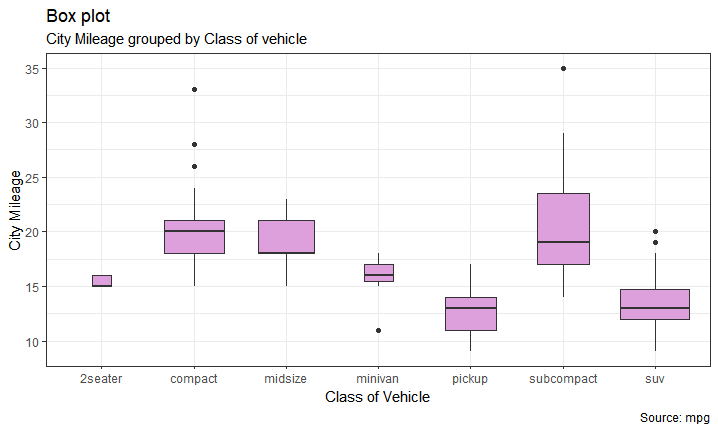 Box plot
City Mileage grouped by Class of vehicle
35
30
25
20
15
10
City Mileage
2seater compact midsize minivan pickup subcompact suv
Class of Vehicle
Source: mpg